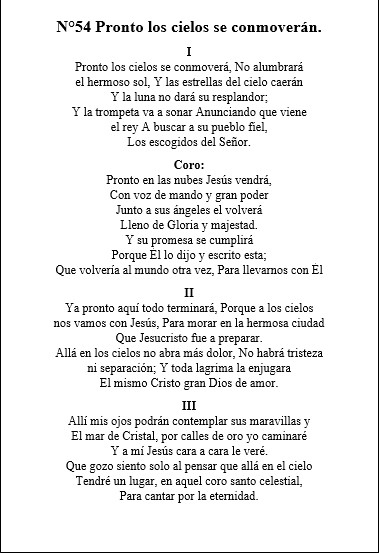 N°54 Pronto los cielos se conmoverán.
I
Pronto los cielos se conmoverá, No alumbrará
el hermoso sol, Y las estrellas del cielo caerán
Y la luna no dará su resplandor;
Y la trompeta va a sonar Anunciando que viene
el rey A buscar a su pueblo fiel,
Los escogidos del Señor.
Coro:
Pronto en las nubes Jesús vendrá,
Con voz de mando y gran poder
Junto a sus ángeles el volverá
Lleno de Gloria y majestad.
Y su promesa se cumplirá
Porque Él lo dijo y escrito esta;
Que volvería al mundo otra vez, Para llevarnos con Él
II
Ya pronto aquí todo terminará, Porque a los cielos
nos vamos con Jesús, Para morar en la hermosa ciudad
Que Jesucristo fue a preparar.
Allá en los cielos no abra más dolor, No habrá tristeza
ni separación; Y toda lagrima la enjugara
El mismo Cristo gran Dios de amor.
III
Allí mis ojos podrán contemplar sus maravillas y
El mar de Cristal, por calles de oro yo caminaré
Y a mí Jesús cara a cara le veré.
Que gozo siento solo al pensar que allá en el cielo
Tendré un lugar, en aquel coro santo celestial,
Para cantar por la eternidad.